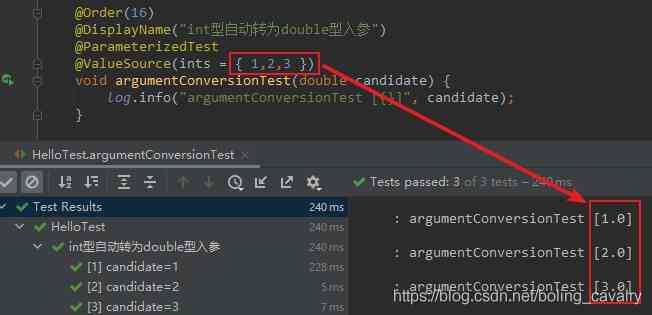 @Order(16)
@DisplayName("int型自动转为double型入参")
@ParameterizedTest
@ValueSource(ints = { 1,2,3 })
void argumentConversionTest(double candidate) {
log.info("argumentConversionTest [{}]", candidate);
}
HelloTest.argumentConversionTest ×
Tests passed: 3 of 3 tests – 240 ms
Test Results 240 ms
HelloTest 240 ms
int型自动转为double型入参 240 ms
[1] candidate=1 228 ms
[2] candidate=2 5 ms
[3] candidate=3 7 ms
: argumentConversionTest [1.0]
: argumentConversionTest [2.0]
: argumentConversionTest [3.0]
https://blog.csdn.net/boling_cavalry